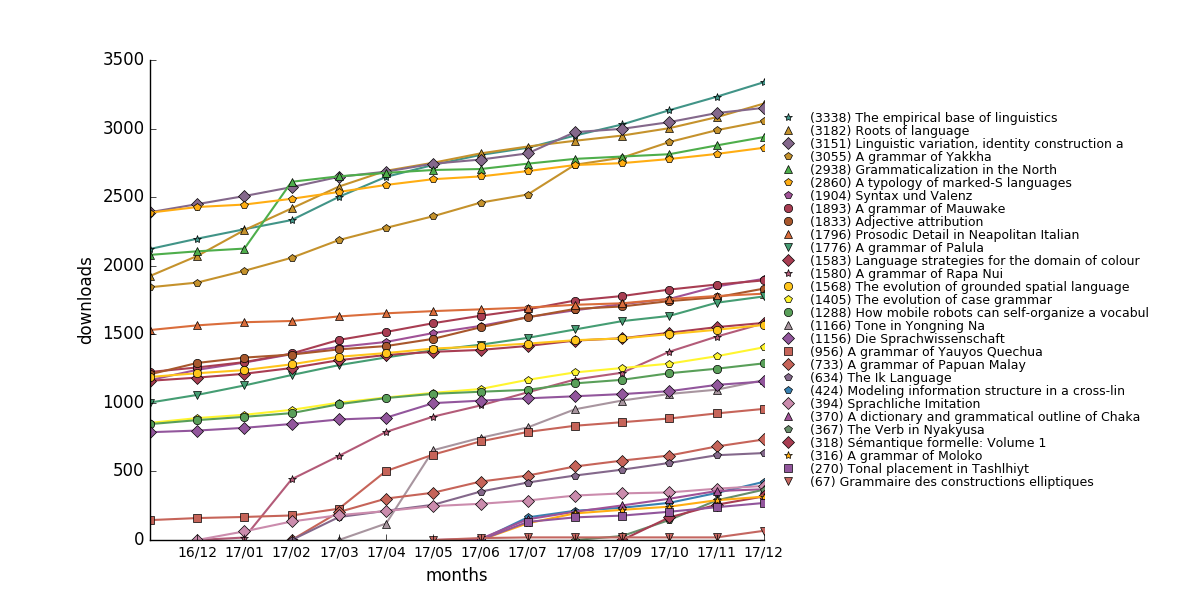 3500
3000
2500
2000
1500
1000
500
0
downloads
16/12 17/01 17/02 17/03 17/04 17/05 17/06 17/07 17/08 17/09 17/10 17/11 17/12
months
(3338) The empirical base of linguistics
(3182) Roots of language
(3151) Linguistic variation, identity construction a
(3055) A grammar of Yakkha
(2938) Grammaticalization in the North
(2860) A typology of marked-S languages
(1904) Syntax und Valenz
(1893) A grammar of Mauwake
(1833) Adjective attribution
(1796) Prosodic Detail in Neapolitan Italian
(1776) A grammar of Palula
(1583) Language strategies for the domain of colour
(1580) A grammar of Rapa Nui
(1568) The evolution of grounded spatial language
(1405) The evolution of case grammar
(1288) How mobile robots can self-organize a vocabul
(1166) Tone in Yongning Na
(1156) Die Sprachwissenschaft
(956) A grammar of Yauyos Quechua
(733) A grammar of Papuan Malay
(634) The Ik Language
(424) Modeling information structure in a cross-lin
(394) Sprachliche Imitation
(370) A dictionary and grammatical outline of Chaka
(367) The Verb in Nyakyusa
(318) Sémantique formelle: Volume 1
(316) A grammar of Moloko
(270) Tonal placement in Tashlhiyt
(67) Grammaire des constructions elliptiques